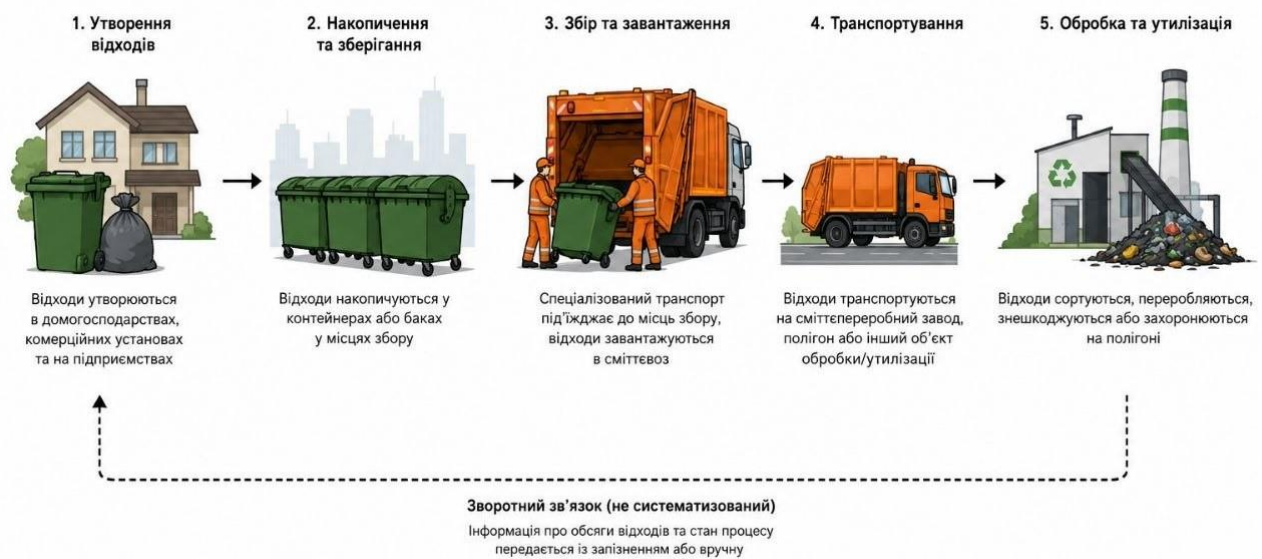 1. Утворення
відходів
Відходи утворюються
в домогосподарствах,
комерційних установах
та на підприємствах
2. Накопичення
та зберігання
Відходи накопичуються у
контейнерах або баках
у місцях збору
3. Збір та завантаження
Спеціалізований транспорт
під'їжджає до місць збору,
відходи завантажуються
в сміттєвоз
4. Транспортування
Відходи транспортуються
на сміттєпереробний завод,
полігон або інший об'єкт
обробки/утилізації
5. Обробка та утилізація
Відходи сортуються, переробляються,
знешкоджуються або захоронюються
на полігоні
Зворотний зв'язок (не систематизований)
Інформація про обсяги відходів та стан процесу
передається із запізненням або вручну